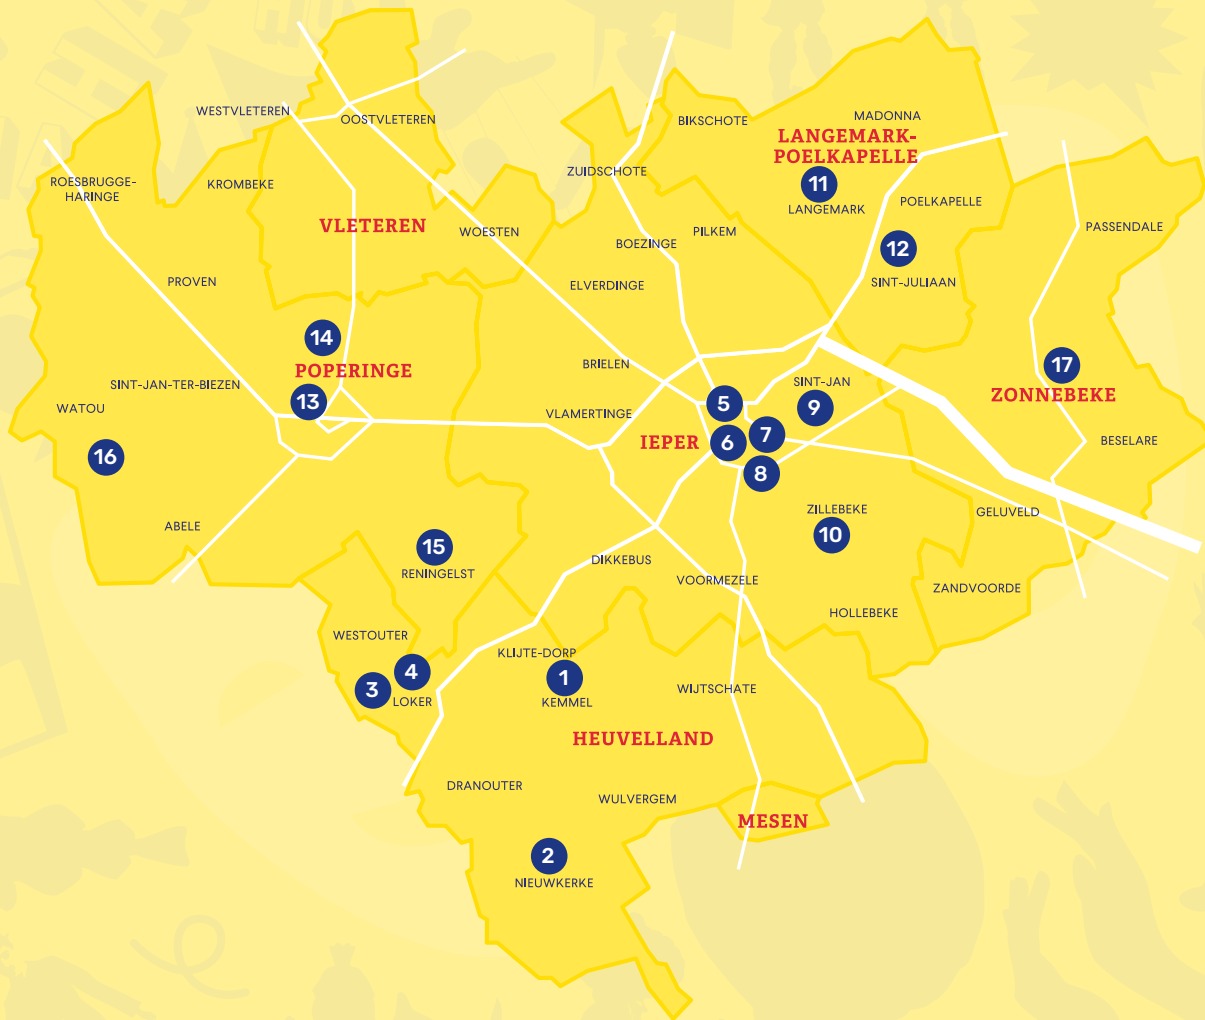 WESTVLETEREN
OOSTVLETEREN
BIKSCHOTE
MADONNA
LANGEMARK-
POELKAPELLE
ZUIDSCHOTE
ROESBRUGGE-
HARINGE
KROMBEKE
11
LANGEMARK
POELKAPELLE
VLETEREN
WOESTEN
BOEZINGE
PILKEM
PASSENDALE
12
SINT-JULIAAN
PROVEN
ELVERDINGE
14
POPERINGE
BRIELEN
17
ZONNEBEKE
SINT-JAN-TER-BIEZEN
SINT-JAN
WATOU
13
VLAMERTINGE
5
9
IEPER
6
7
BESELARE
16
8
ABELE
ZILLEBEKE
10
GELUVELD
15
RENINGELST
DIKKEBUS
VOORMEZELE
ZANDVOORDE
HOLLEBEKE
WESTOUTER
KLIJTE-DORP
4
3
LOKER
1
KEMMEL
WIJTSCHATE
HEUVELLAND
DRANOUTER
WULVERGEM
MESEN
2
NIEUWKERKE